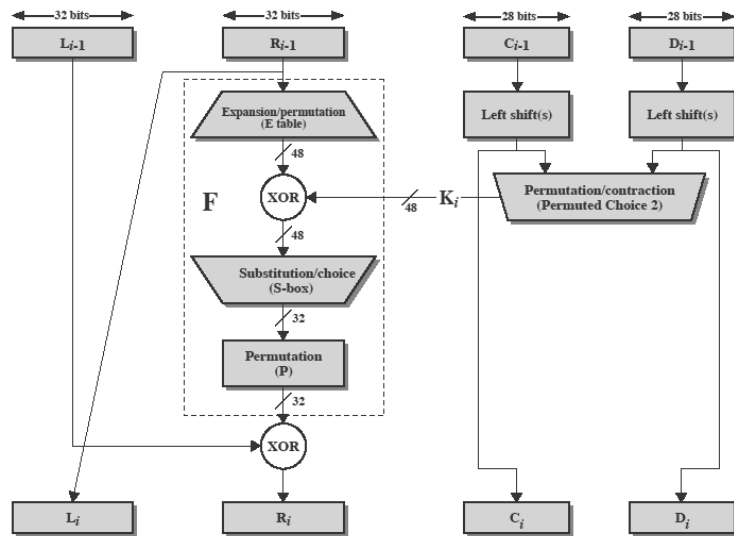 32 bits
32 bits
28 bits
28 bits
Li-1
Ri-1
Ci-1
Di-1
Expansion/permutation
(E table)
Left shift(s)
Left shift(s)
48
F
XOR
48
Ki
Permutation/contraction
(Permuted Choice 2)
48
Substitution/choice
(S-box)
32
Permutation
(P)
32
XOR
Li
Ri
Ci
Di